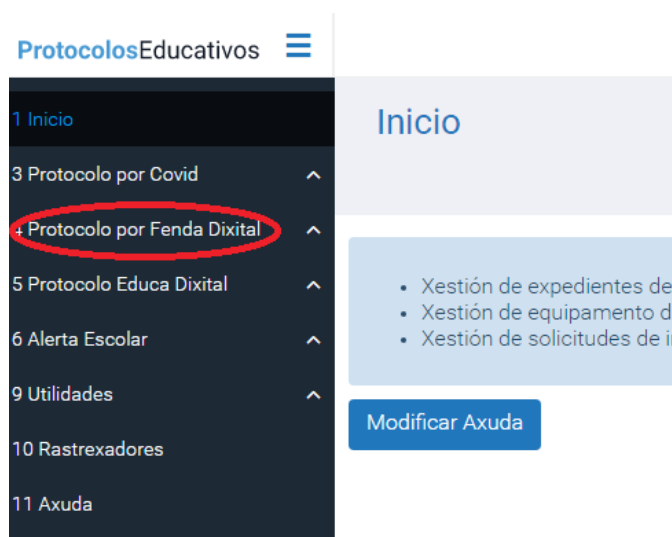 ProtocolosEducativos
1 Inicio
3 Protocolo por Covid
4 Protocolo por Fenda Dixital
5 Protocolo Educa Dixital
6 Alerta Escolar
9 Utilidades
10 Rastrexadores
11 Axuda
Inicio
Xestión de expedientes de
Xestión de equipamento d
Xestión de solicitudes de i
Modificar Axuda